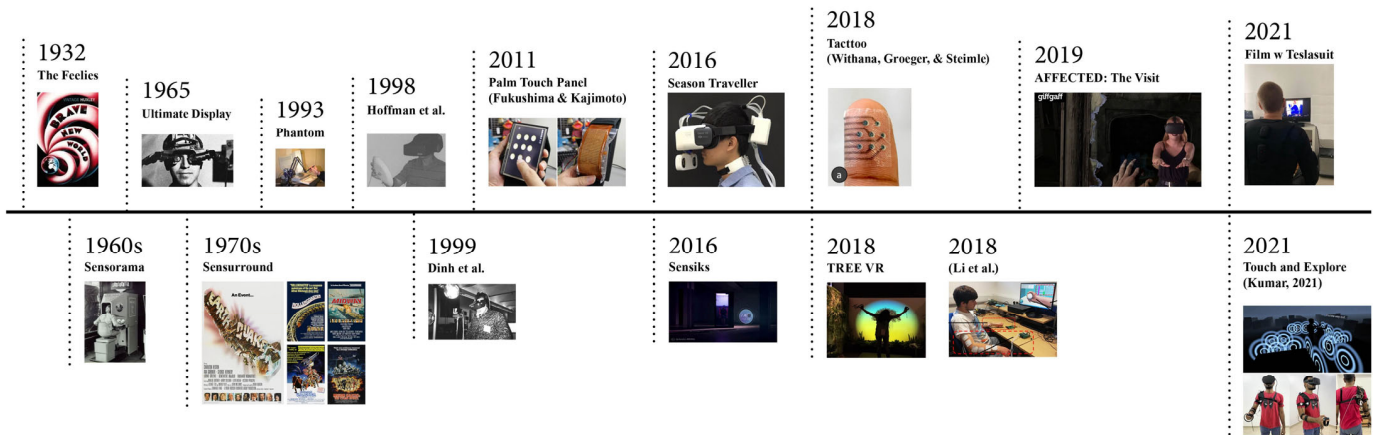 1932
The Feelies
BRAVE
NEW
WORLD
1965
Ultimate Display
1993
Phantom
1998
Hoffman et al.
2011
Palm Touch Panel
(Fukushima & Kajimoto)
2016
Season Traveller
2018
Tacttoo
(Withana, Groeger, & Steimle)
a
2019
AFFECTED: The Visit
giffgaff
2021
Film w Teslasuit
1960s
Sensorama
1970s
Sensurround
An Event...
EARTHQUAKE
ROLLERCOASTER
MIDWAY
1999
Dinh et al.
2016
Sensiks
2018
TREE VR
2018
(Li et al.)
2021
Touch and Explore
(Kumar, 2021)